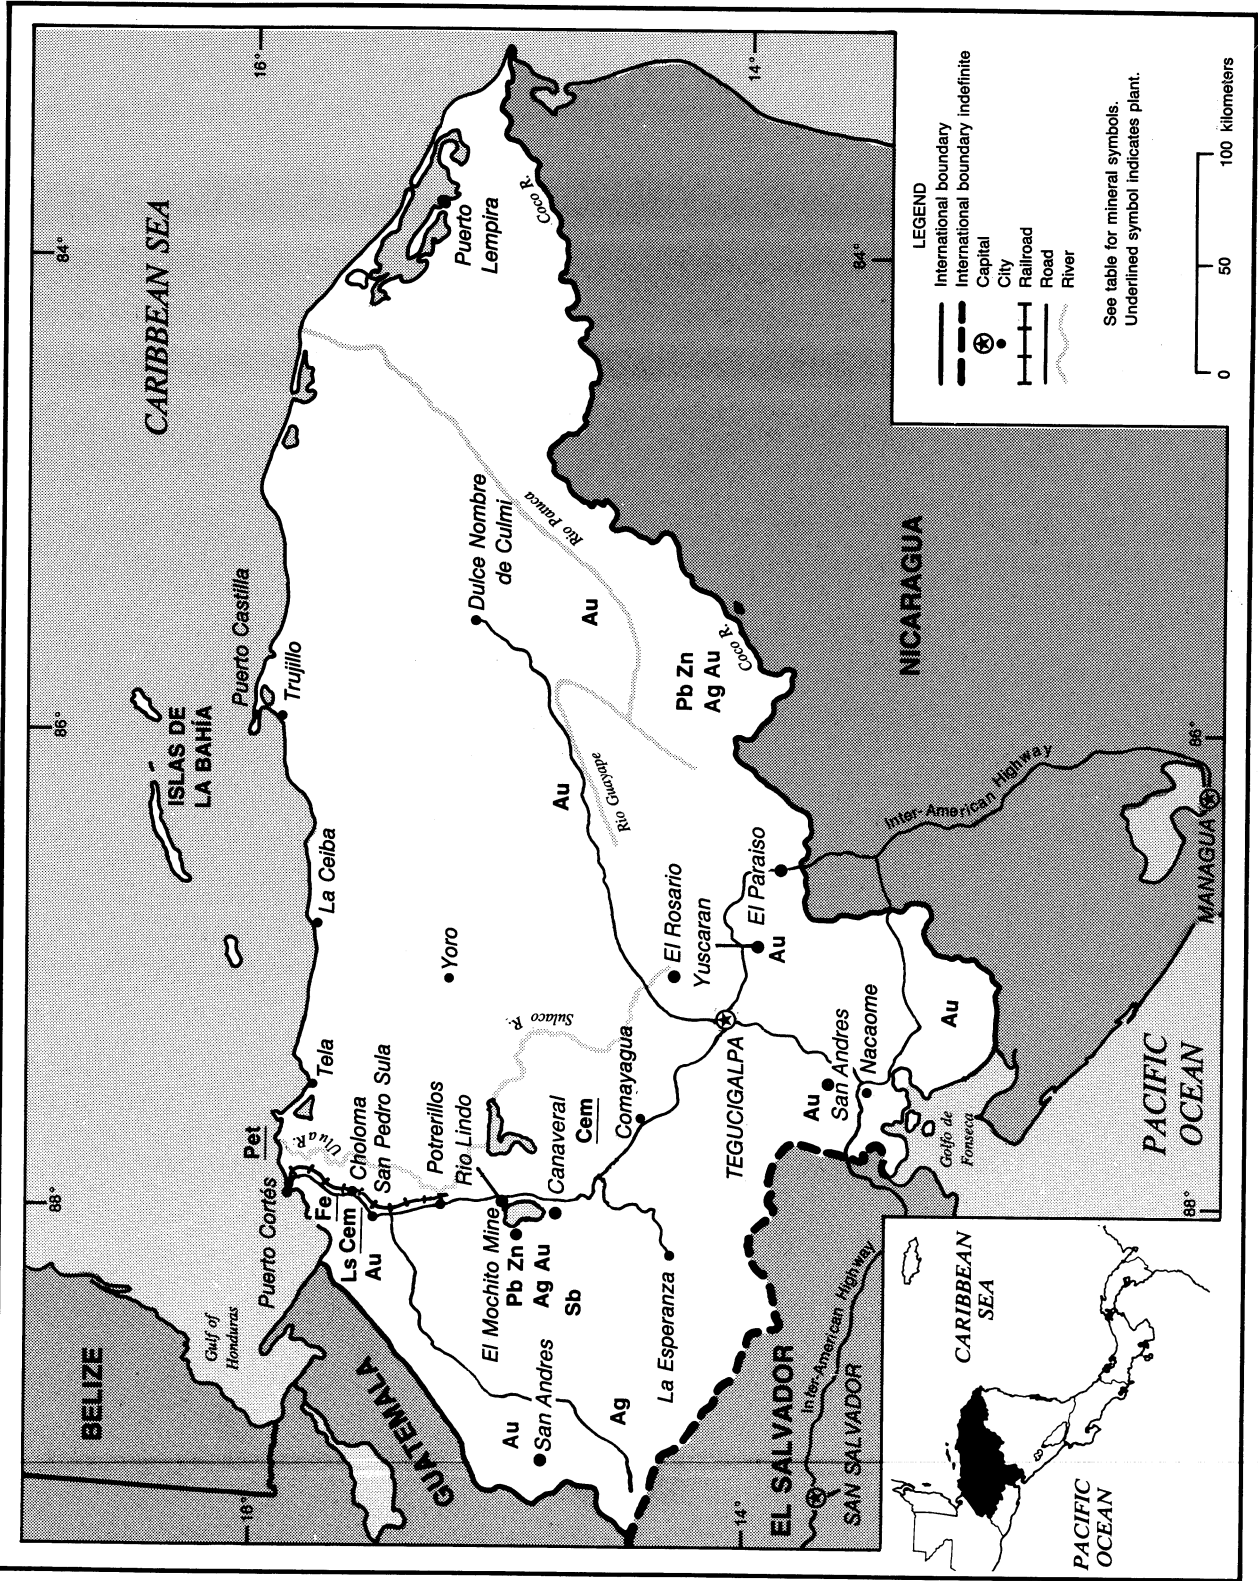 BELIZE
88°
86°
84°
CARIBBEAN SEA
ISLAS DE
LA BAHÍA
Gulf of
Honduras
16°
Puerto Cortés
Pet
Puerto Castilla
Trujillo
16°
Ulua R.
Tela
La Ceiba
Fe
Choloma
Ls Cem
San Pedro Sula
Au
GUATEMALA
Potrerillos
Rio Lindo
Yoro
Dulce Nombre
de Culmi
Puerto
Lempira
El Mochito Mine
Pb Zn
Ag Au
Sb
Canaveral
Cem
Sulaco R.
Au
San Andres
Au
Rio Guayape
Rio Patuca
Au
Coco R.
Ag
La Esperanza
Comayagua
El Rosario
Yuscaran
Pb Zn
Ag Au
Coco R.
TEGUCIGALPA
El Paraiso
Au
14°
14°
EL SALVADOR
Inter-American Highway
SAN SALVADOR
Au
San Andres
Nacaome
84°
NICARAGUA
Au
Golfo de
Fonseca
Inter-American Highway
MANAGUA
PACIFIC
OCEAN
88°
86°
CARIBBEAN
SEA
PACIFIC
OCEAN
LEGEND
International boundary
International boundary indefinite
Capital
City
Railroad
Road
River
See table for mineral symbols.
Underlined symbol indicates plant.
0
50
100 kilometers